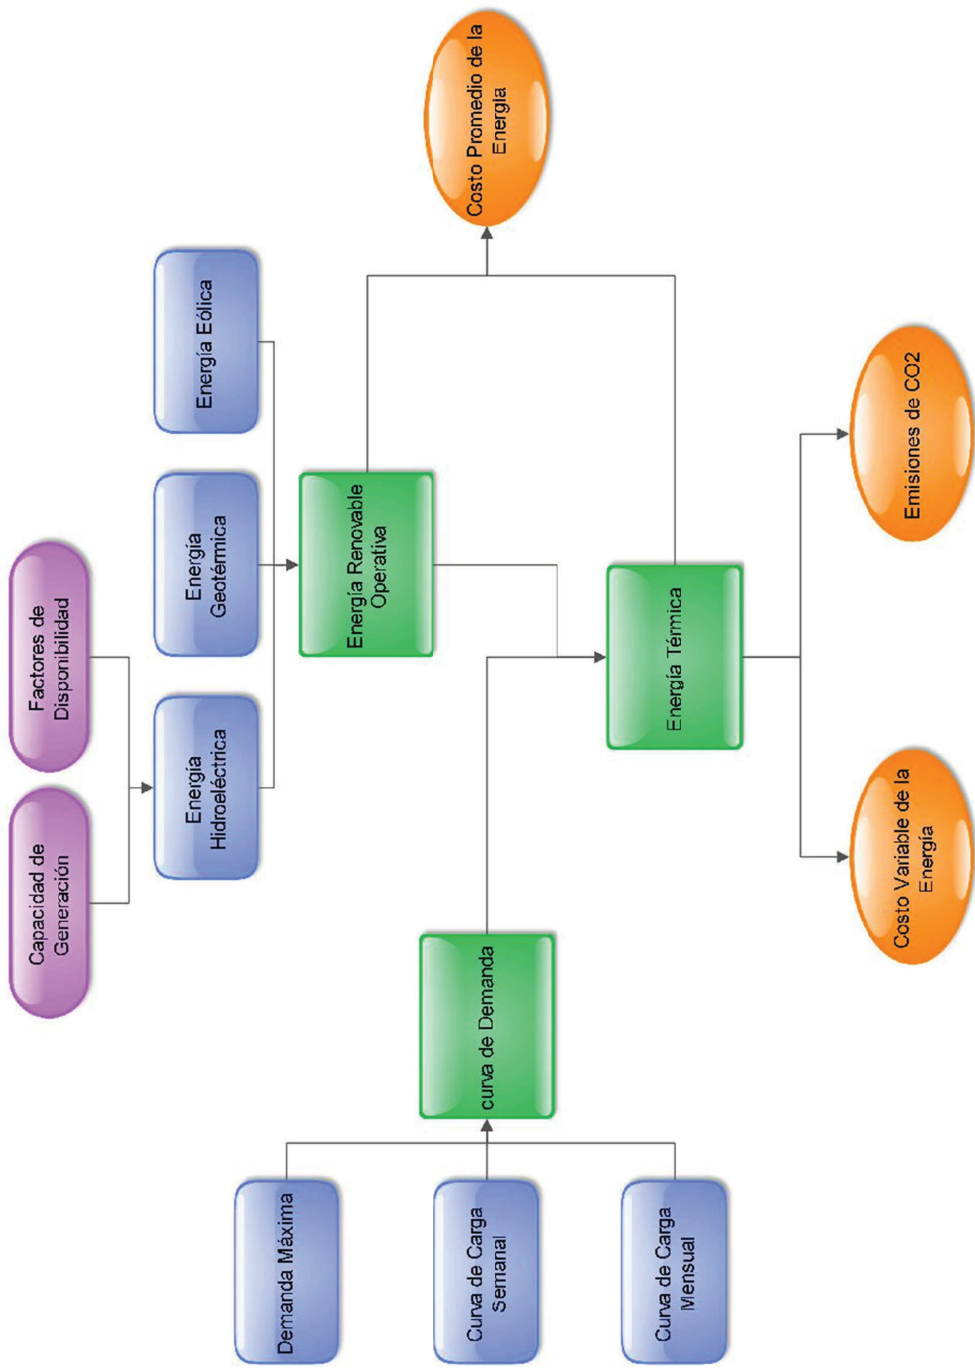 Capacidad de
Generación
Factores de
Disponibilidad
Energía
Hidroeléctrica
Energía
Geotérmica
Energía Eólica
Demanda Máxima
Curva de Carga
Semanal
Curva de Carga
Mensual
curva de Demanda
Energía Renovable
Operativa
Energía Térmica
Costo Promedio de la
Energía
Costo Variable de la
Energía
Emisiones de CO2